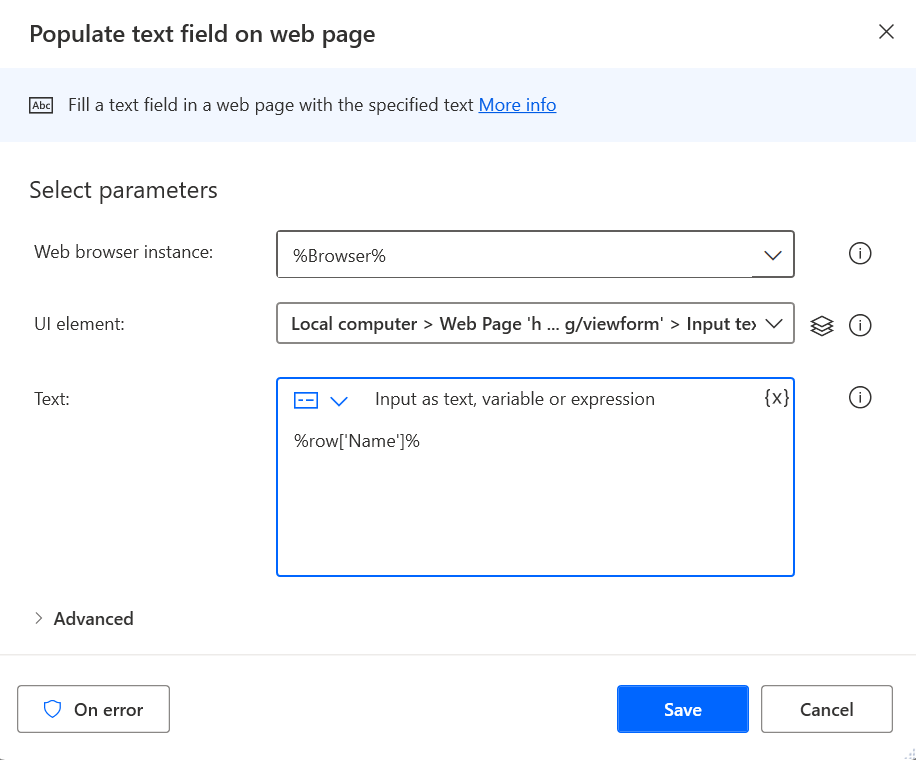 Populate text field on web page
Abc Fill a text field in a web page with the specified text More info
Select parameters
Web browser instance: %Browser%
UI element: Local computer > Web Page 'h ... g/viewform' > Input tex
Text: Input as text, variable or expression {x}
%row['Name']%
Advanced
On error Save Cancel